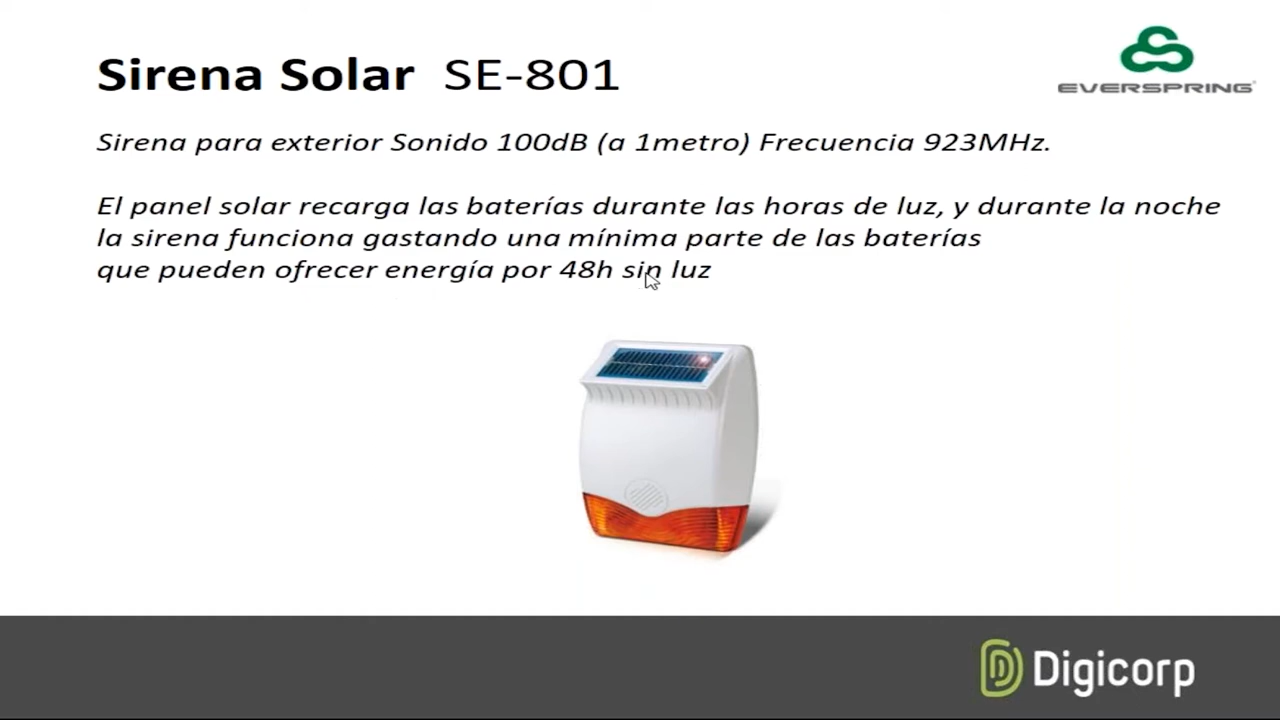 Sirena Solar SE-801
EVERSPRING
Sirena para exterior Sonido 100dB (a 1metro) Frecuencia 923MHz.
El panel solar recarga las baterías durante las horas de luz, y durante la noche
la sirena funciona gastando una mínima parte de las baterías
que pueden ofrecer energía por 48h sin luz
Digicorp